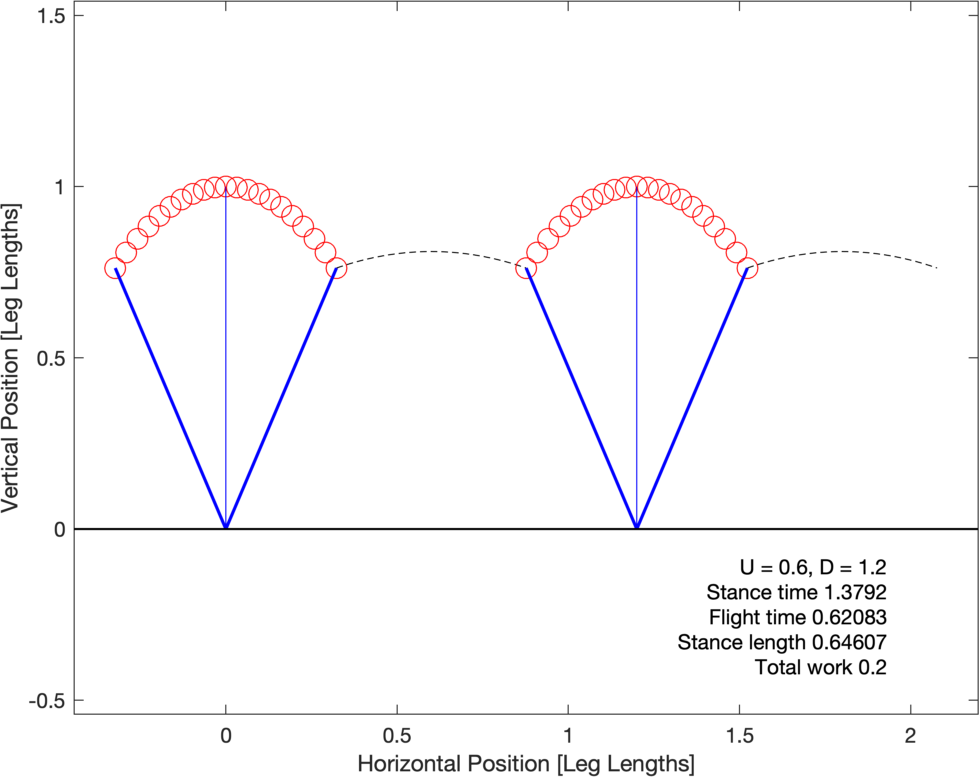 1.5
1
0.5
0
-0.5
Vertical Position [Leg Lengths]
U = 0.6, D = 1.2
Stance time 1.3792
Flight time 0.62083
Stance length 0.64607
Total work 0.2
0 0.5 1 1.5 2
Horizontal Position [Leg Lengths]